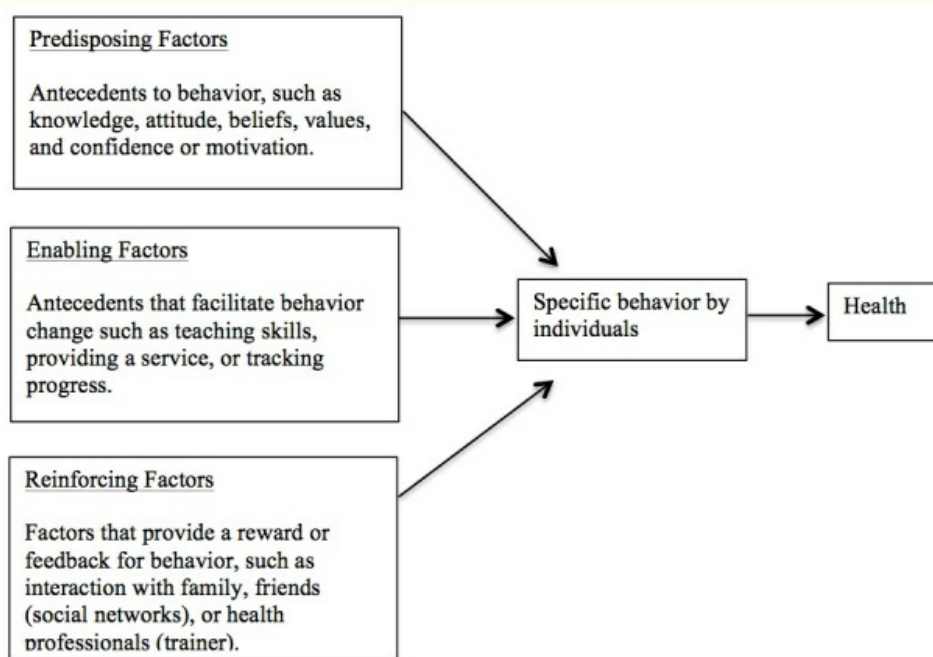 Predisposing Factors
Antecedents to behavior, such as
knowledge, attitude, beliefs, values,
and confidence or motivation.
Enabling Factors
Antecedents that facilitate behavior
change such as teaching skills,
providing a service, or tracking
progress.
Reinforcing Factors
Factors that provide a reward or
feedback for behavior, such as
interaction with family, friends
(social networks), or health
professionals (trainer).
Specific behavior by
individuals
Health